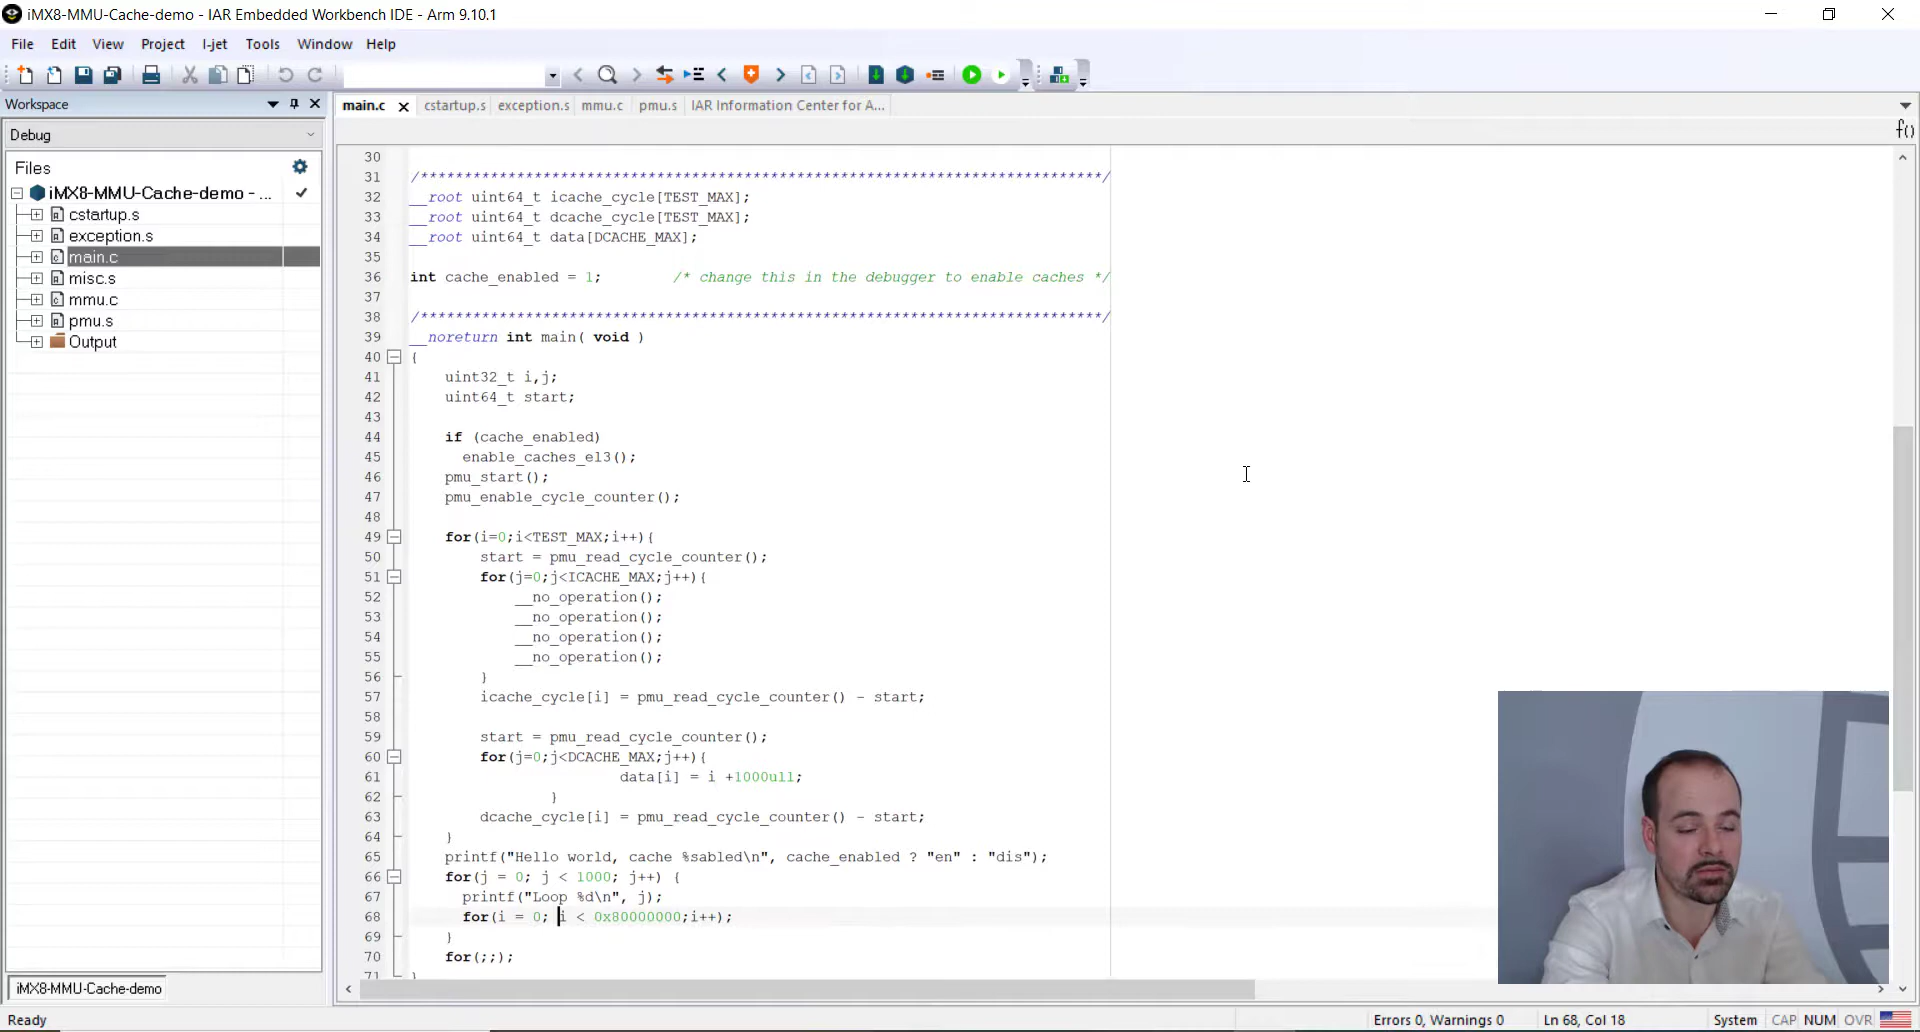 iMX8-MMU-Cache-demo - IAR Embedded Workbench IDE - Arm 9.10.1
File Edit View Project I-jet Tools Window Help
Workspace
main.c cstartup.s exception.s mmu.c pmu.s IAR Information Center for A...
Debug
f()
Files
iMX8-MMU-Cache-demo - ...
cstartup.s
exception.s
main.c
misc.s
mmu.c
pmu.s
Output
30
31 /******************************************************************************/
32 __root uint64_t icache_cycle[TEST_MAX];
33 __root uint64_t dcache_cycle[TEST_MAX];
34 __root uint64_t data[DCACHE_MAX];
35
36 int cache_enabled = 1; /* change this in the debugger to enable caches */
37
38 /******************************************************************************/
39 __noreturn int main( void )
40 {
41 uint32_t i,j;
42 uint64_t start;
43
44 if (cache_enabled)
45 enable_caches_el3();
46 pmu_start();
47 pmu_enable_cycle_counter();
48
49 for(i=0;i<TEST_MAX;i++){
50 start = pmu_read_cycle_counter();
51 for(j=0;j<ICACHE_MAX;j++){
52 __no_operation();
53 __no_operation();
54 __no_operation();
55 __no_operation();
56 }
57 icache_cycle[i] = pmu_read_cycle_counter() - start;
58
59 start = pmu_read_cycle_counter();
60 for(j=0;j<DCACHE_MAX;j++){
61 data[i] = i +1000ull;
62 }
63 dcache_cycle[i] = pmu_read_cycle_counter() - start;
64 }
65 printf("Hello world, cache %sabled\n", cache_enabled ? "en" : "dis");
66 for(j = 0; j < 1000; j++) {
67 printf("Loop %d\n", j);
68 for(i = 0; i < 0x80000000;i++);
69 }
70 for(;;);
71 }
iMX8-MMU-Cache-demo
Ready
Errors 0, Warnings 0 Ln 68, Col 18 System CAP NUM OVR